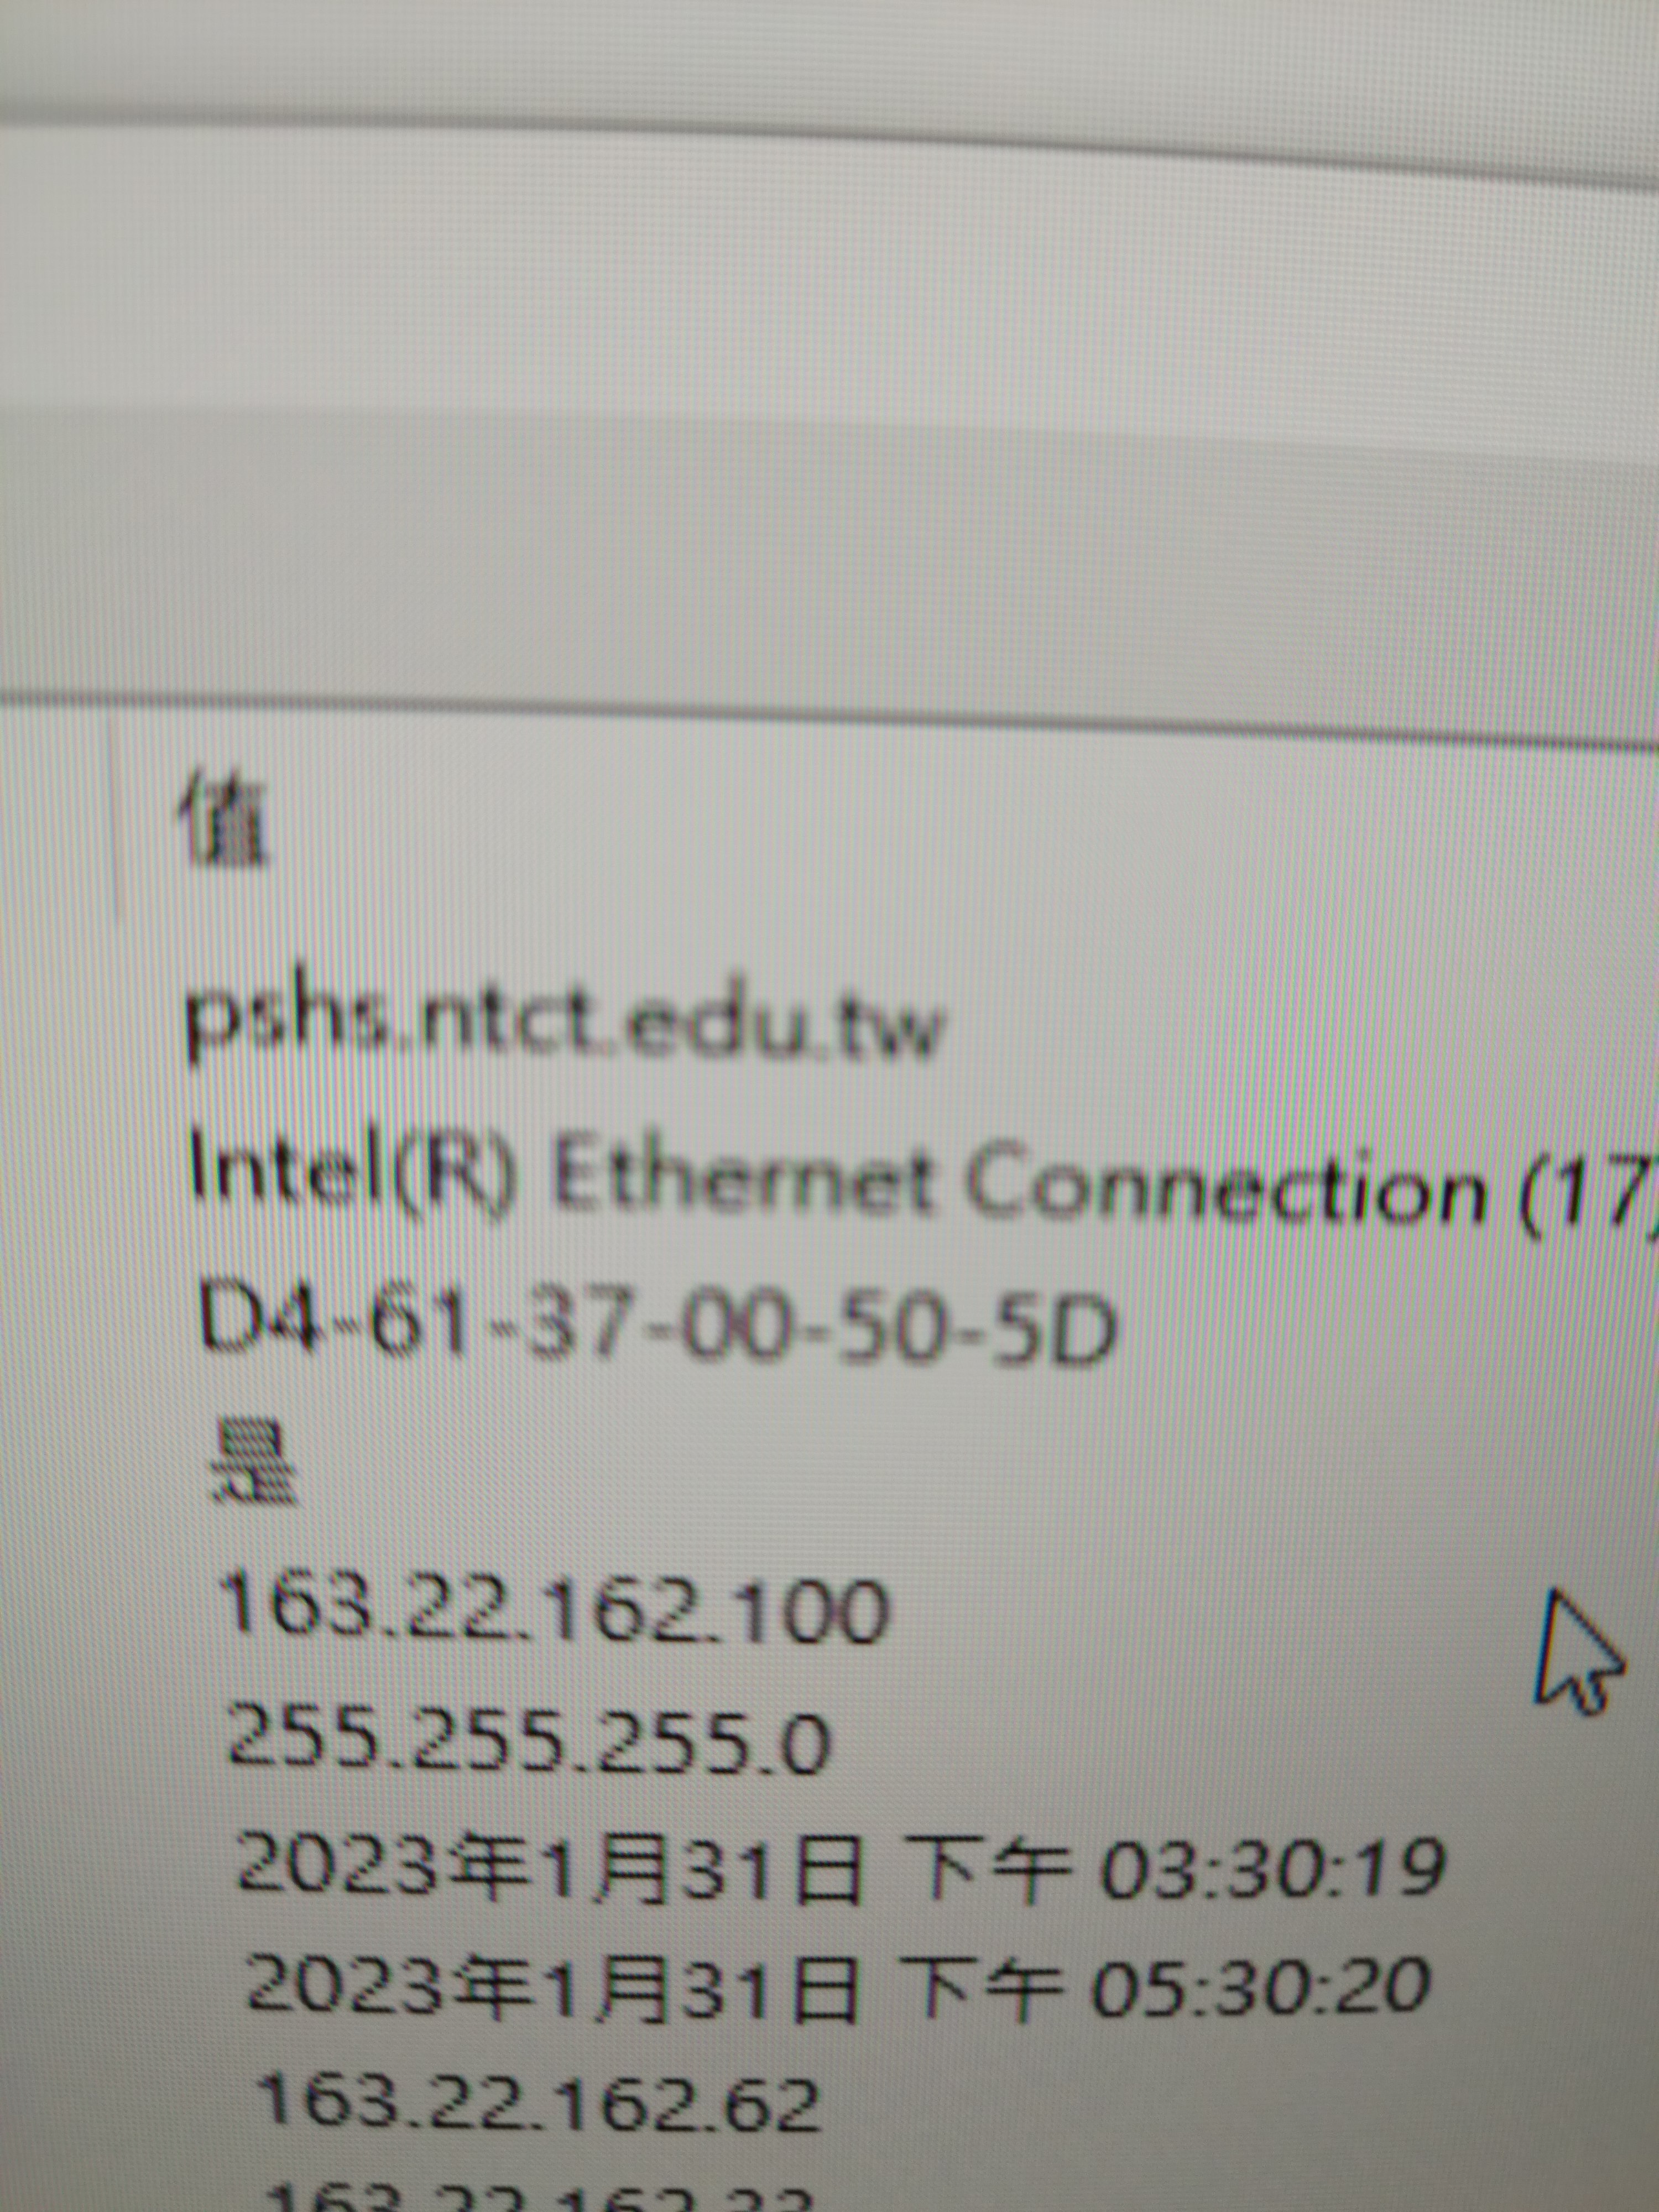 值
pshs.ntct.edu.tw
Intel(R) Ethernet Connection (17)
D4-61-37-00-50-5D
是
163.22.162.100
255.255.255.0
2023年1月31日 下午 03:30:19
2023年1月31日 下午 05:30:20
163.22.162.62